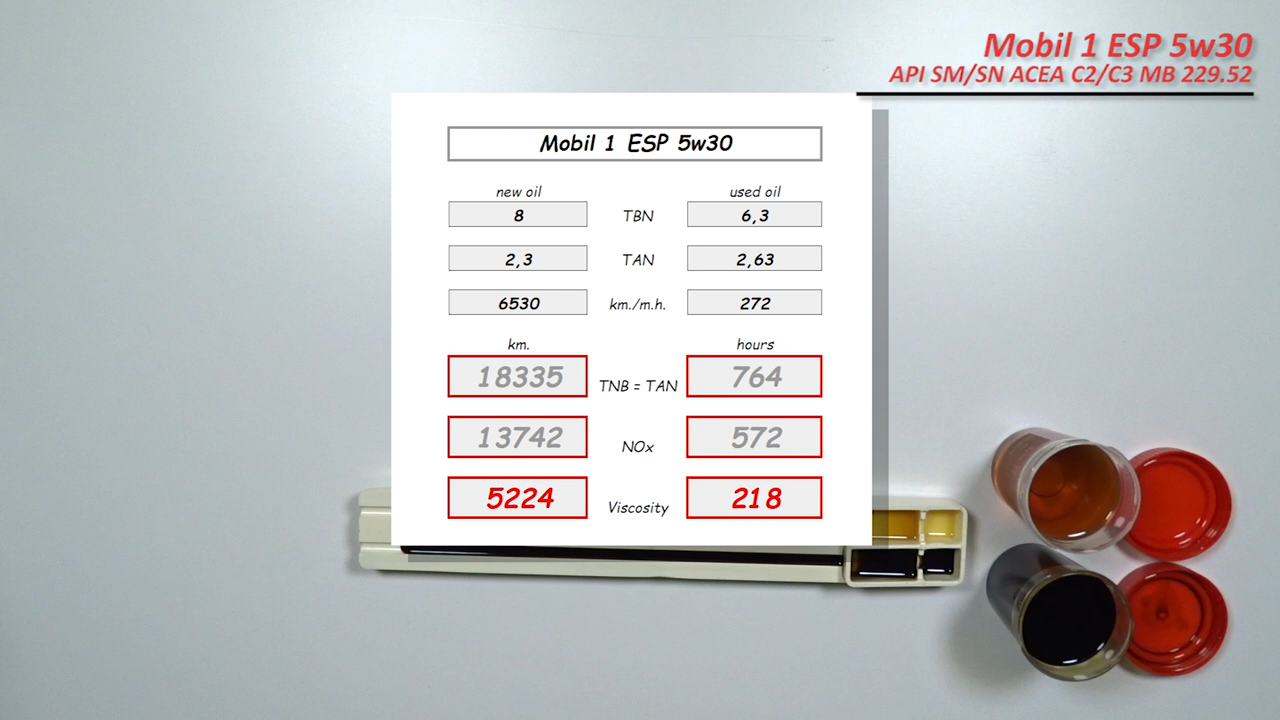 Mobil 1 ESP 5w30
API SM/SN ACEA C2/C3 MB 229.52
Mobil 1 ESP 5w30
new oil used oil
8 TBN 6,3
2,3 TAN 2,63
6530 km./m.h. 272
km. hours
18335 TNB = TAN 764
13742 NOx 572
5224 Viscosity 218